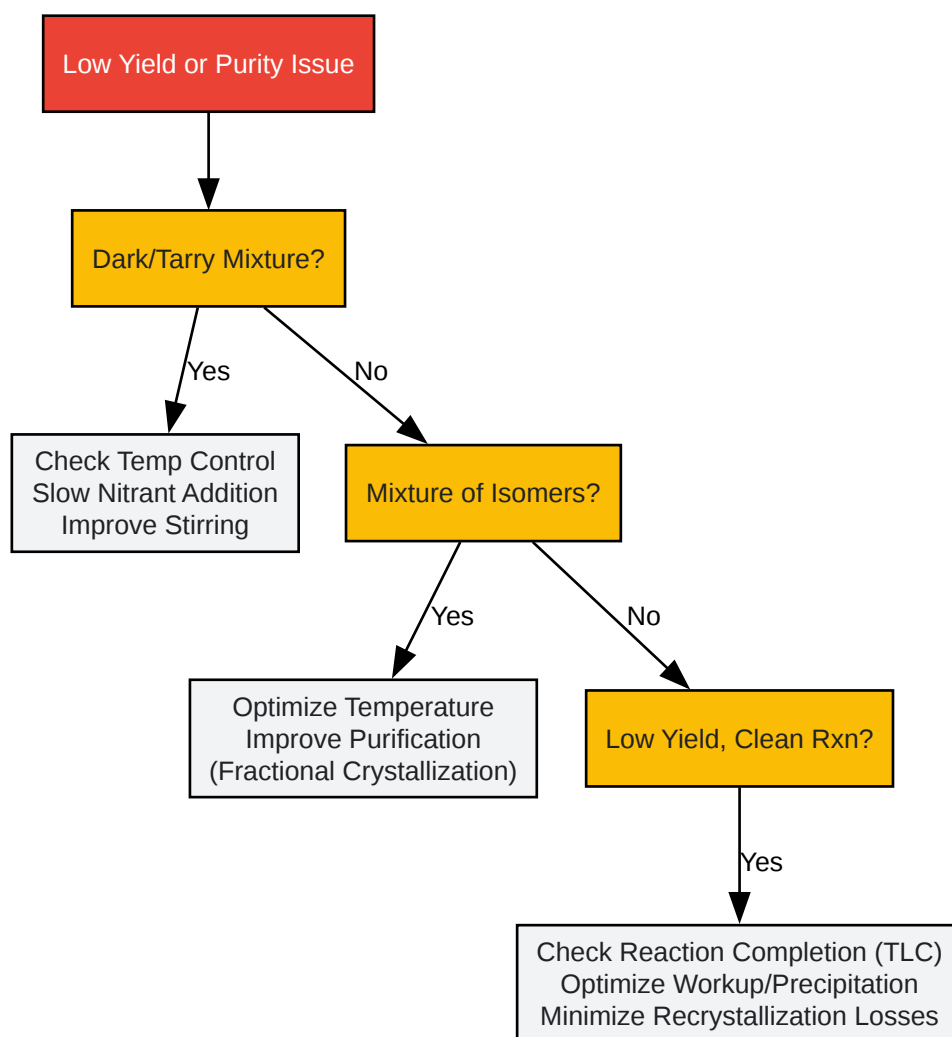 Low Yield or Purity Issue
Dark/Tarry Mixture?
Yes
No
Check Temp Control
Slow Nitrant Addition
Improve Stirring
Mixture of Isomers?
Yes
No
Optimize Temperature
Improve Purification
(Fractional Crystallization)
Low Yield, Clean Rxn?
Yes
Check Reaction Completion (TLC)
Optimize Workup/Precipitation
Minimize Recrystallization Losses